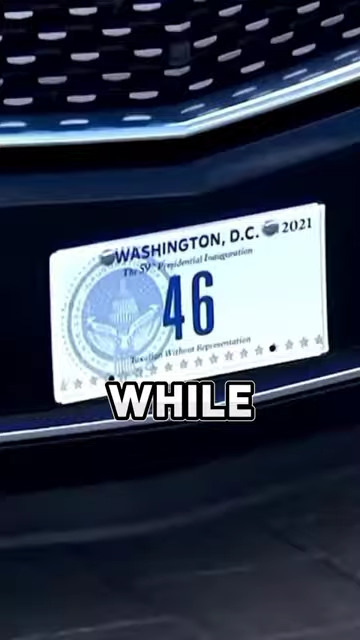 WASHINGTON, D.C. 2021
The 59th Presidential Inauguration
46
Taxation Without Representation
WHILE